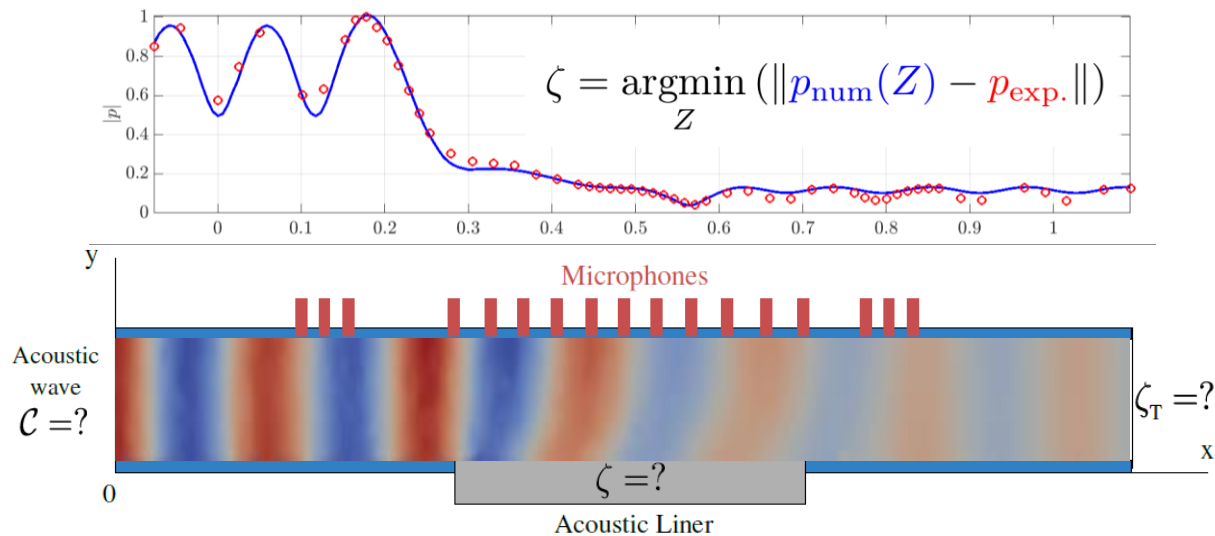 1
0.8
0.6
0.4
0.2
0
|p|
ζ = argmin (‖p_num(Z) − p_exp.‖)
Z
0 0.1 0.2 0.3 0.4 0.5 0.6 0.7 0.8 0.9 1
y
Microphones
Acoustic
wave
𝒞 =?
ζ_T =?
x
0
ζ =?
Acoustic Liner